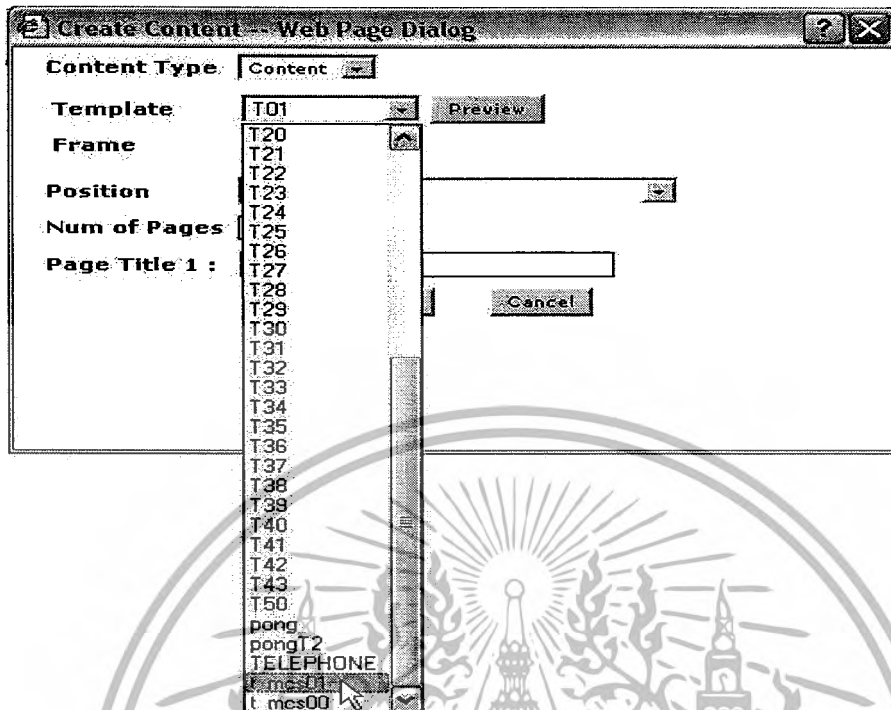 Create Content -- Web Page Dialog
Content Type Content
Template T01 Preview
Frame
Position
Num of Pages
Page Title 1 :
Cancel
T20
T21
T22
T23
T24
T25
T26
T27
T28
T29
T30
T31
T32
T33
T34
T35
T36
T37
T38
T39
T40
T41
T42
T43
T50
pong
pongT2
TELEPHONE
t_mcs01
t_mcs00